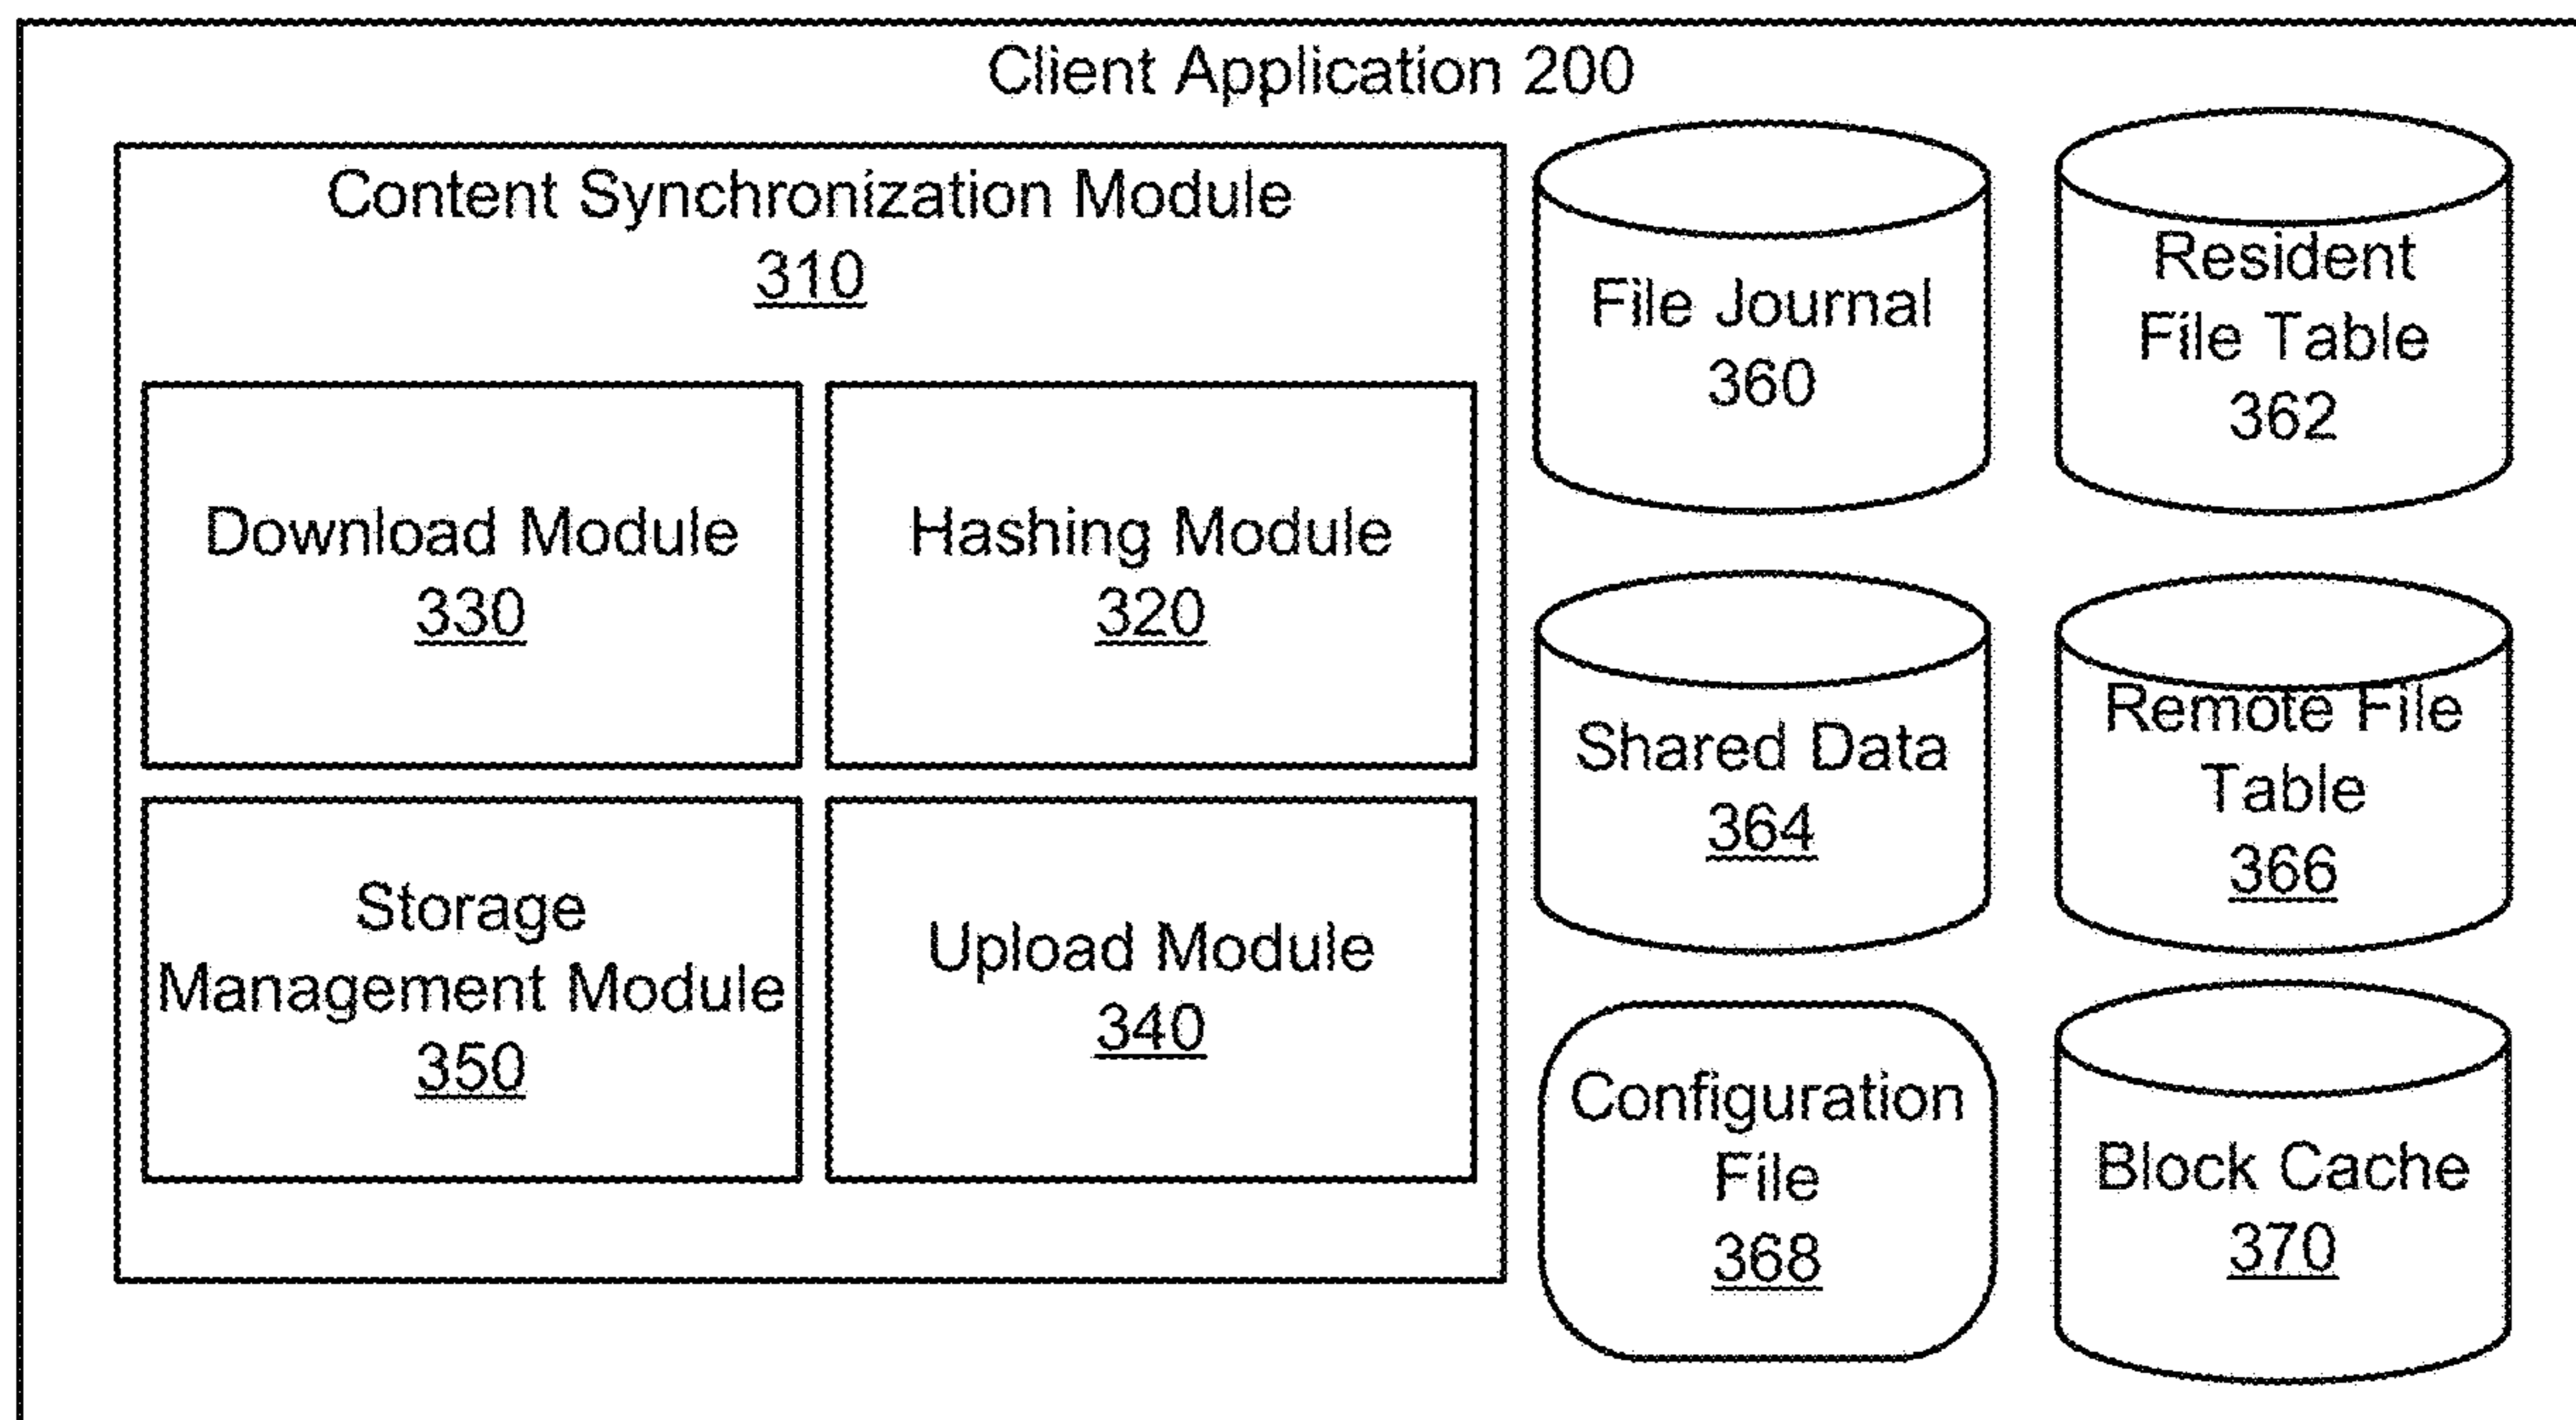 Client Application 200
Content Synchronization Module
310
Download Module
330
Hashing Module
320
Storage
Management Module
350
Upload Module
340
File Journal
360
Resident
File Table
362
Shared Data
364
Remote File
Table
366
Configuration
File
368
Block Cache
370